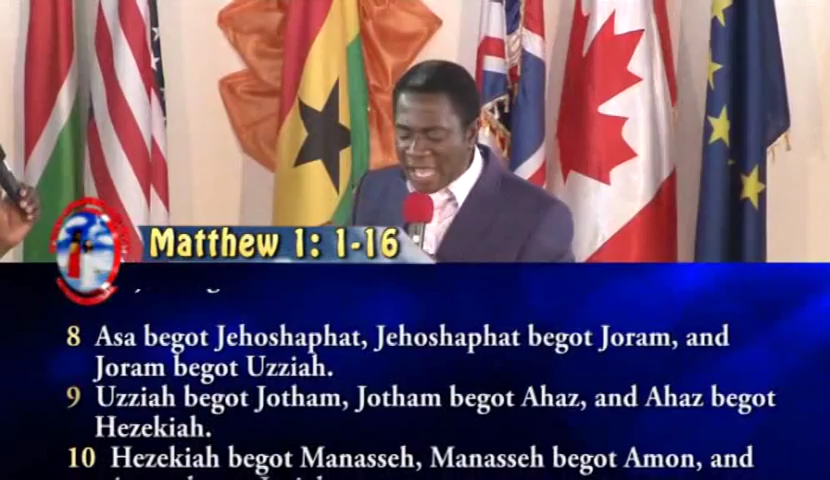 Matthew 1: 1-16
8 Asa begot Jehoshaphat, Jehoshaphat begot Joram, and
Joram begot Uzziah.
9 Uzziah begot Jotham, Jotham begot Ahaz, and Ahaz begot
Hezekiah.
10 Hezekiah begot Manasseh, Manasseh begot Amon, and